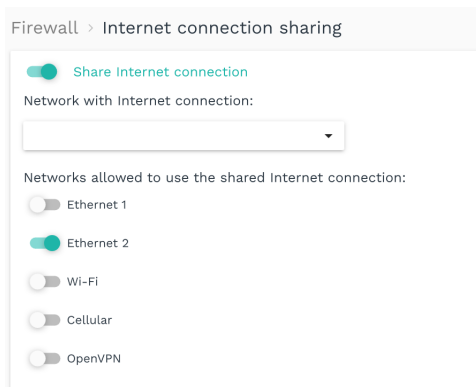 Firewall > Internet connection sharing
Share Internet connection
Network with Internet connection:
Networks allowed to use the shared Internet connection:
Ethernet 1
Ethernet 2
Wi-Fi
Cellular
OpenVPN